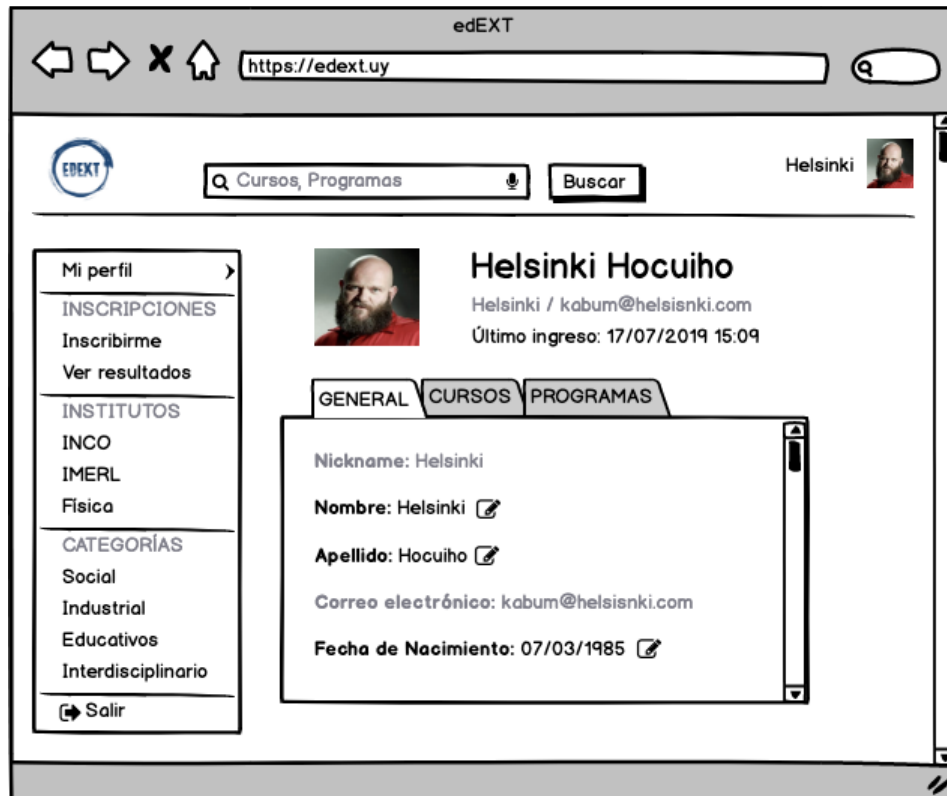 edEXT
https://edext.uy
EDEXT
Cursos, Programas
Buscar
Helsinki
Mi perfil
INSCRIPCIONES
Inscribirme
Ver resultados
INSTITUTOS
INCO
IMERL
Física
CATEGORÍAS
Social
Industrial
Educativos
Interdisciplinario
Salir
Helsinki Hocuiho
Helsinki / kabum@helsisnki.com
Último ingreso: 17/07/2019 15:09
GENERAL CURSOS PROGRAMAS
Nickname: Helsinki
Nombre: Helsinki
Apellido: Hocuiho
Correo electrónico: kabum@helsisnki.com
Fecha de Nacimiento: 07/03/1985